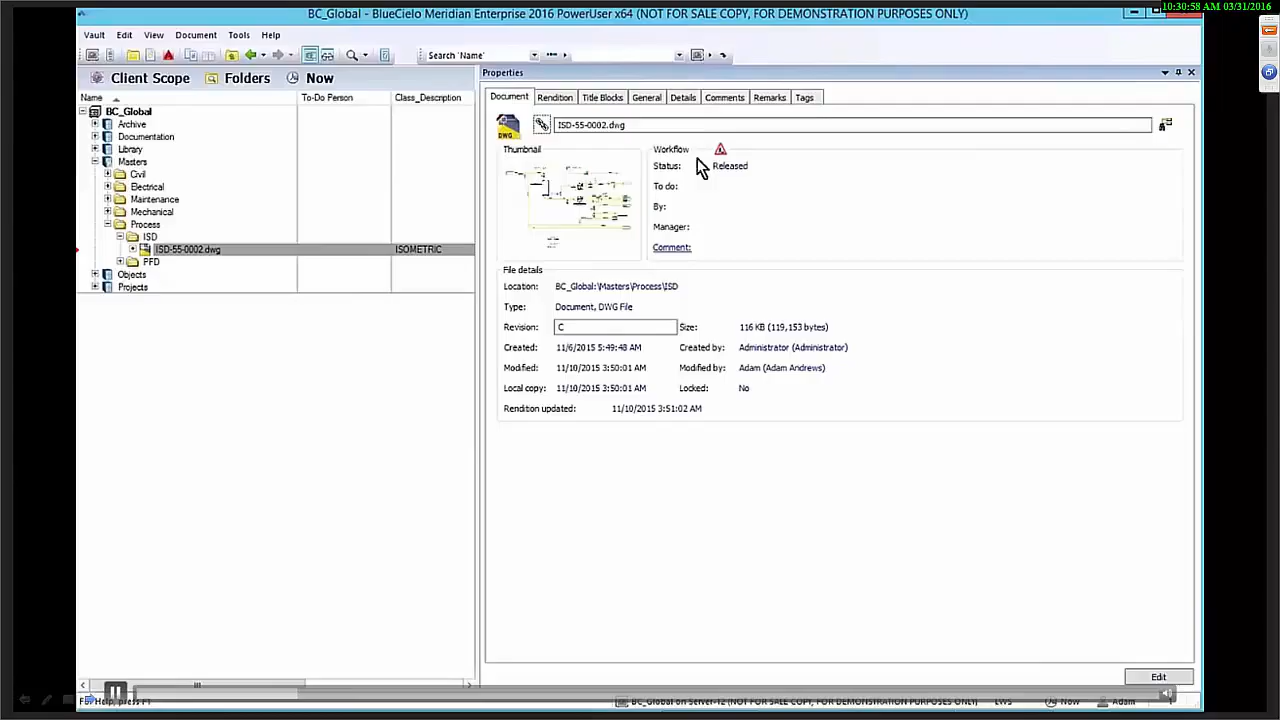 10:30:58 AM 03/31/2016
BC_Global - BlueCielo Meridian Enterprise 2016 PowerUser x64 (NOT FOR SALE COPY, FOR DEMONSTRATION PURPOSES ONLY)
Vault Edit View Document Tools Help
Search 'Name'
Client Scope Folders Now
Properties
Name To-Do Person Class_Description
Document Rendition Title Blocks General Details Comments Remarks Tags
BC_Global
Archive
Documentation
Library
Masters
Civil
Electrical
Maintenance
Mechanical
Process
ISD
ISD-55-0002.dwg ISOMETRIC
PFD
Objects
Projects
DWG
ISD-55-0002.dwg
Thumbnail
Workflow
Status: Released
To do:
By:
Manager:
Comment:
File details
Location: BC_Global:\Masters\Process\ISD
Type: Document, DWG File
Revision: C Size: 116 KB (119,153 bytes)
Created: 11/6/2015 5:49:48 AM Created by: Administrator (Administrator)
Modified: 11/10/2015 3:50:01 AM Modified by: Adam (Adam Andrews)
Local copy: 11/10/2015 3:50:01 AM Locked: No
Rendition updated: 11/10/2015 3:51:02 AM
Edit
For Help, press F1
BC_Global on Server-12 (NOT FOR SALE COPY, FOR DEMONSTRATION PURPOSES ONLY) LWS Now Adam